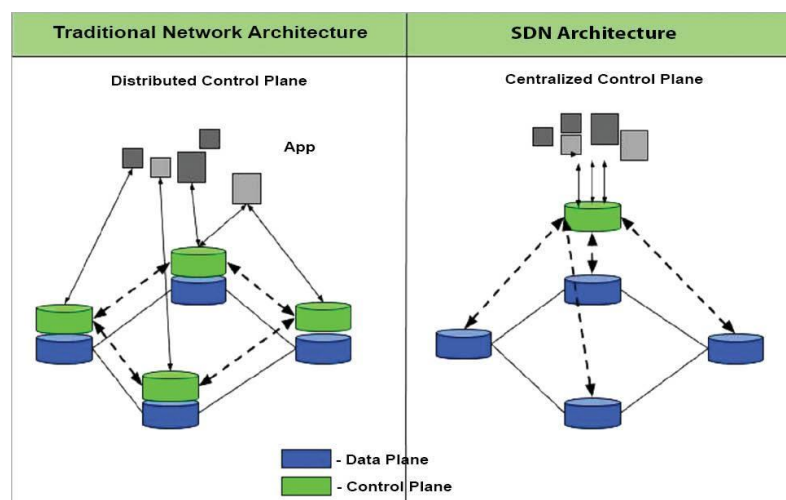 Traditional Network Architecture
SDN Architecture
Distributed Control Plane
Centralized Control Plane
App
- Data Plane
- Control Plane